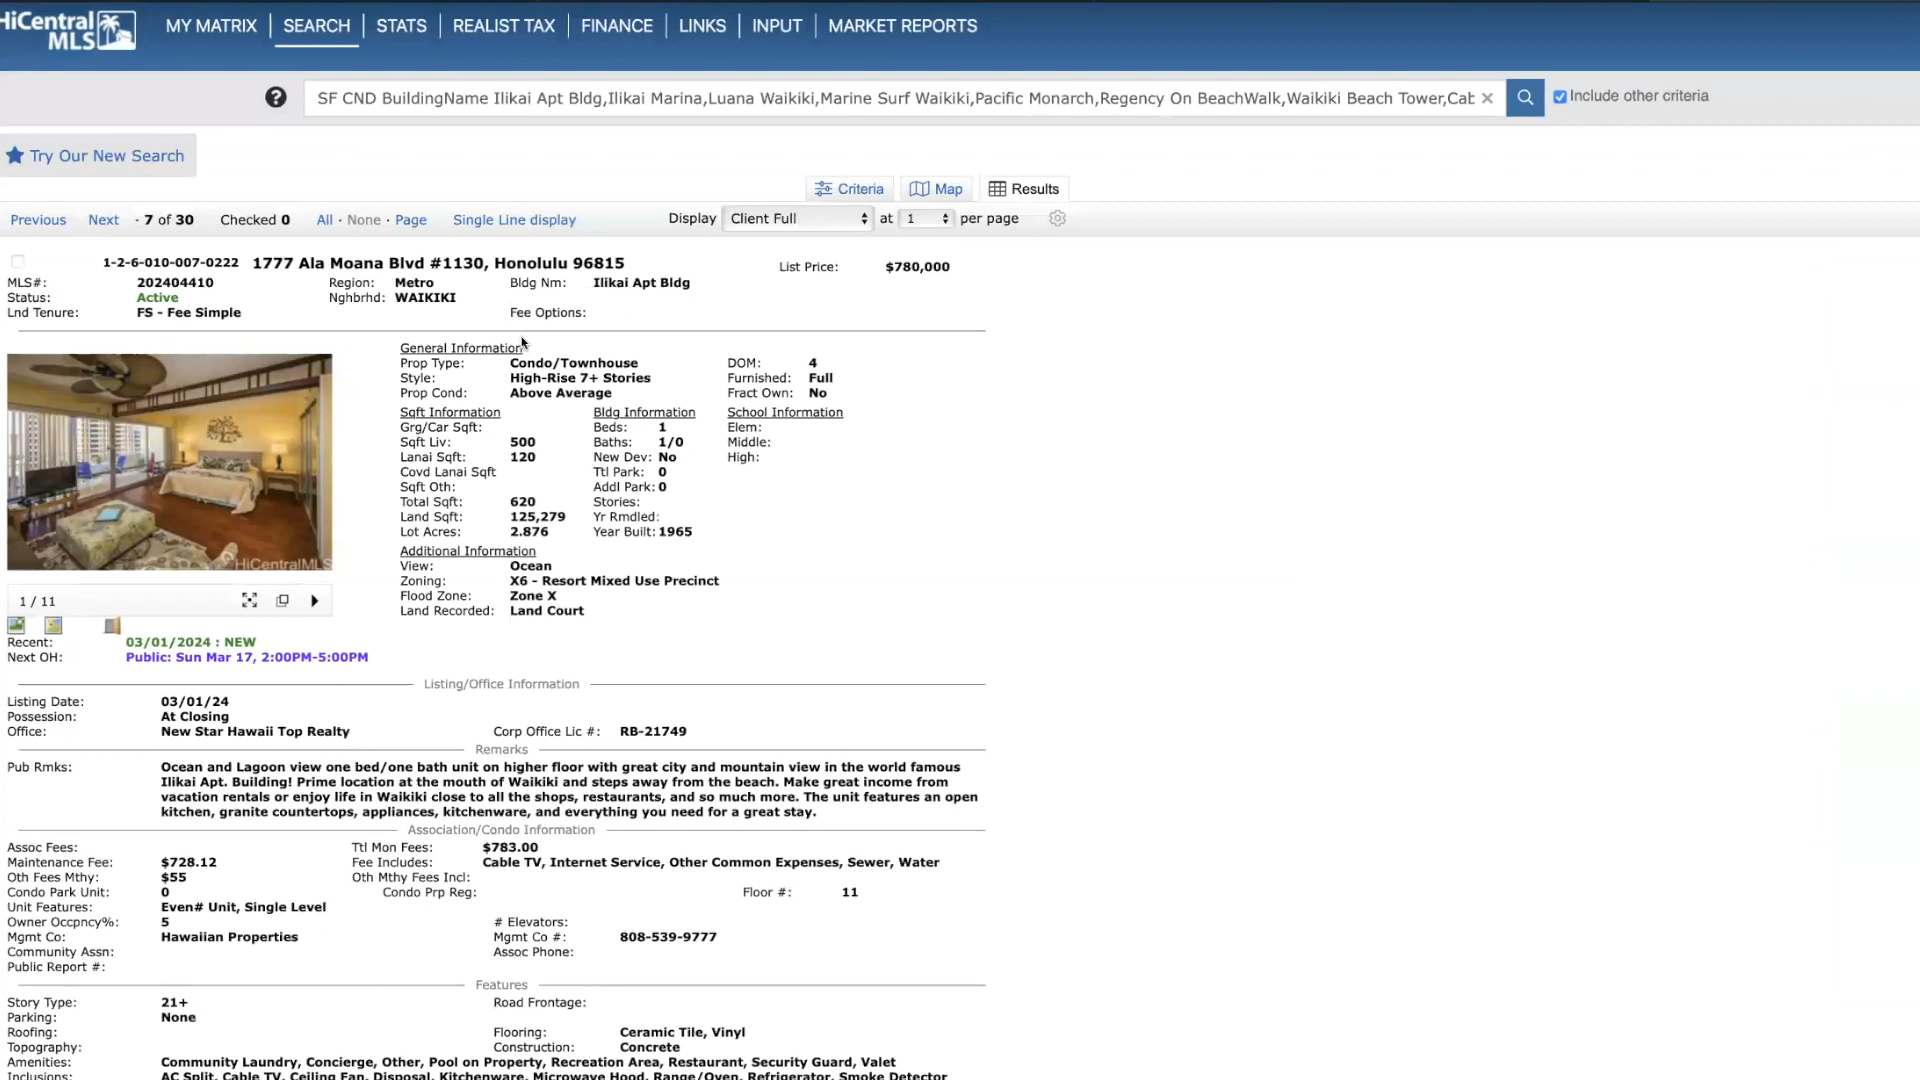 HiCentral MLS
MY MATRIX SEARCH STATS REALIST TAX FINANCE LINKS INPUT MARKET REPORTS
SF CND BuildingName Ilikai Apt Bldg,Ilikai Marina,Luana Waikiki,Marine Surf Waikiki,Pacific Monarch,Regency On BeachWalk,Waikiki Beach Tower,Cab Include other criteria
Try Our New Search
Criteria Map Results
Previous Next · 7 of 30 Checked 0 All · None · Page Single Line display Display Client Full at 1 per page
1-2-6-010-007-0222 1777 Ala Moana Blvd #1130, Honolulu 96815 List Price: $780,000
MLS#: 202404410 Region: Metro Bldg Nm: Ilikai Apt Bldg
Status: Active Nghbrhd: WAIKIKI
Lnd Tenure: FS - Fee Simple Fee Options:
General Information
Prop Type: Condo/Townhouse DOM: 4
Style: High-Rise 7+ Stories Furnished: Full
Prop Cond: Above Average Fract Own: No
Sqft Information Bldg Information School Information
Grg/Car Sqft: Beds: 1 Elem:
Sqft Liv: 500 Baths: 1/0 Middle:
Lanai Sqft: 120 New Dev: No High:
Covd Lanai Sqft Ttl Park: 0
Sqft Oth: Addl Park: 0
Total Sqft: 620 Stories:
Land Sqft: 125,279 Yr Rmdled:
Lot Acres: 2.876 Year Built: 1965
Additional Information
View: Ocean
Zoning: X6 - Resort Mixed Use Precinct
Flood Zone: Zone X
Land Recorded: Land Court
HiCentralMLS
1 / 11
Recent: 03/01/2024 : NEW
Next OH: Public: Sun Mar 17, 2:00PM-5:00PM
Listing/Office Information
Listing Date: 03/01/24
Possession: At Closing
Office: New Star Hawaii Top Realty Corp Office Lic #: RB-21749
Remarks
Pub Rmks: Ocean and Lagoon view one bed/one bath unit on higher floor with great city and mountain view in the world famous
Ilikai Apt. Building! Prime location at the mouth of Waikiki and steps away from the beach. Make great income from
vacation rentals or enjoy life in Waikiki close to all the shops, restaurants, and so much more. The unit features an open
kitchen, granite countertops, appliances, kitchenware, and everything you need for a great stay.
Association/Condo Information
Assoc Fees: Ttl Mon Fees: $783.00
Maintenance Fee: $728.12 Fee Includes: Cable TV, Internet Service, Other Common Expenses, Sewer, Water
Oth Fees Mthy: $55 Oth Mthy Fees Incl:
Condo Park Unit: 0 Condo Prp Reg: Floor #: 11
Unit Features: Even# Unit, Single Level
Owner Occpncy%: 5 # Elevators:
Mgmt Co: Hawaiian Properties Mgmt Co #: 808-539-9777
Community Assn: Assoc Phone:
Public Report #:
Features
Story Type: 21+ Road Frontage:
Parking: None
Roofing: Flooring: Ceramic Tile, Vinyl
Topography: Construction: Concrete
Amenities: Community Laundry, Concierge, Other, Pool on Property, Recreation Area, Restaurant, Security Guard, Valet
Inclusions: AC Split, Cable TV, Ceiling Fan, Disposal, Kitchenware, Microwave Hood, Range/Oven, Refrigerator, Smoke Detector